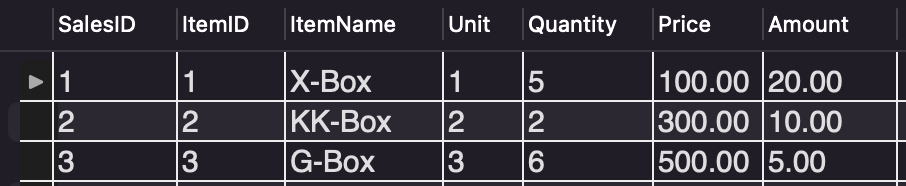 SalesID ItemID ItemName Unit Quantity Price Amount
1 1 X-Box 1 5 100.00 20.00
2 2 KK-Box 2 2 300.00 10.00
3 3 G-Box 3 6 500.00 5.00